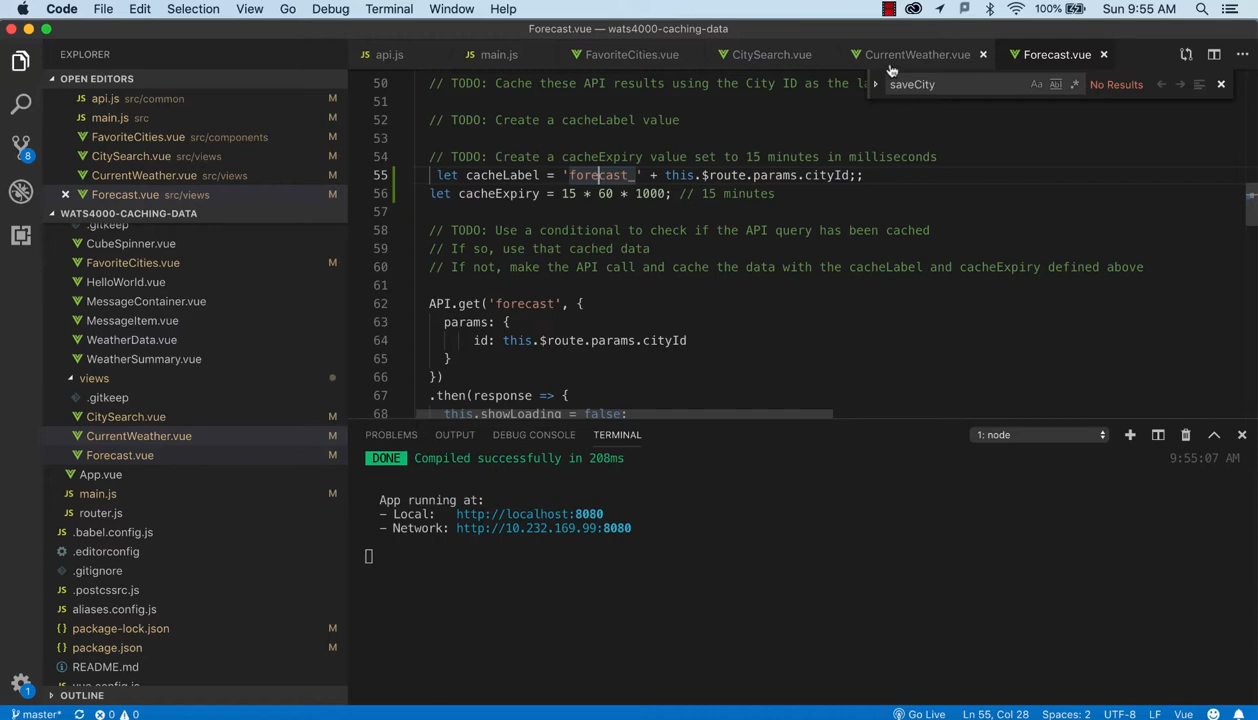 Code File Edit Selection View Go Debug Terminal Window Help 100% Sun 9:55 AM
Forecast.vue — wats4000-caching-data
EXPLORER
OPEN EDITORS
api.js src/common M
main.js src M
FavoriteCities.vue src/components M
CitySearch.vue src/views M
CurrentWeather.vue src/views M
Forecast.vue src/views M
WATS4000-CACHING-DATA
.gitkeep
CubeSpinner.vue
FavoriteCities.vue M
HelloWorld.vue
MessageContainer.vue
MessageItem.vue
WeatherData.vue
WeatherSummary.vue
views
.gitkeep
CitySearch.vue M
CurrentWeather.vue M
Forecast.vue M
App.vue
main.js M
router.js
.babel.config.js
.editorconfig
.gitignore
.postcssrc.js
aliases.config.js
package-lock.json M
package.json M
README.md
OUTLINE
8
1
api.js main.js FavoriteCities.vue CitySearch.vue CurrentWeather.vue Forecast.vue
saveCity Aa Abl No Results
50 // TODO: Cache these API results using the City ID as the la
51
52 // TODO: Create a cacheLabel value
53
54 // TODO: Create a cacheExpiry value set to 15 minutes in milliseconds
55 let cacheLabel = 'forecast_' + this.$route.params.cityId;;
56 let cacheExpiry = 15 * 60 * 1000; // 15 minutes
57
58 // TODO: Use a conditional to check if the API query has been cached
59 // If so, use that cached data
60 // If not, make the API call and cache the data with the cacheLabel and cacheExpiry defined above
61
62 API.get('forecast', {
63 params: {
64 id: this.$route.params.cityId
65 }
66 })
67 .then(response => {
68 this.showLoading = false;
PROBLEMS OUTPUT DEBUG CONSOLE TERMINAL 1: node
DONE Compiled successfully in 208ms 9:55:07 AM
App running at:
- Local: http://localhost:8080
- Network: http://10.232.169.99:8080
master* 0 0 Go Live Ln 55, Col 28 Spaces: 2 UTF-8 LF Vue